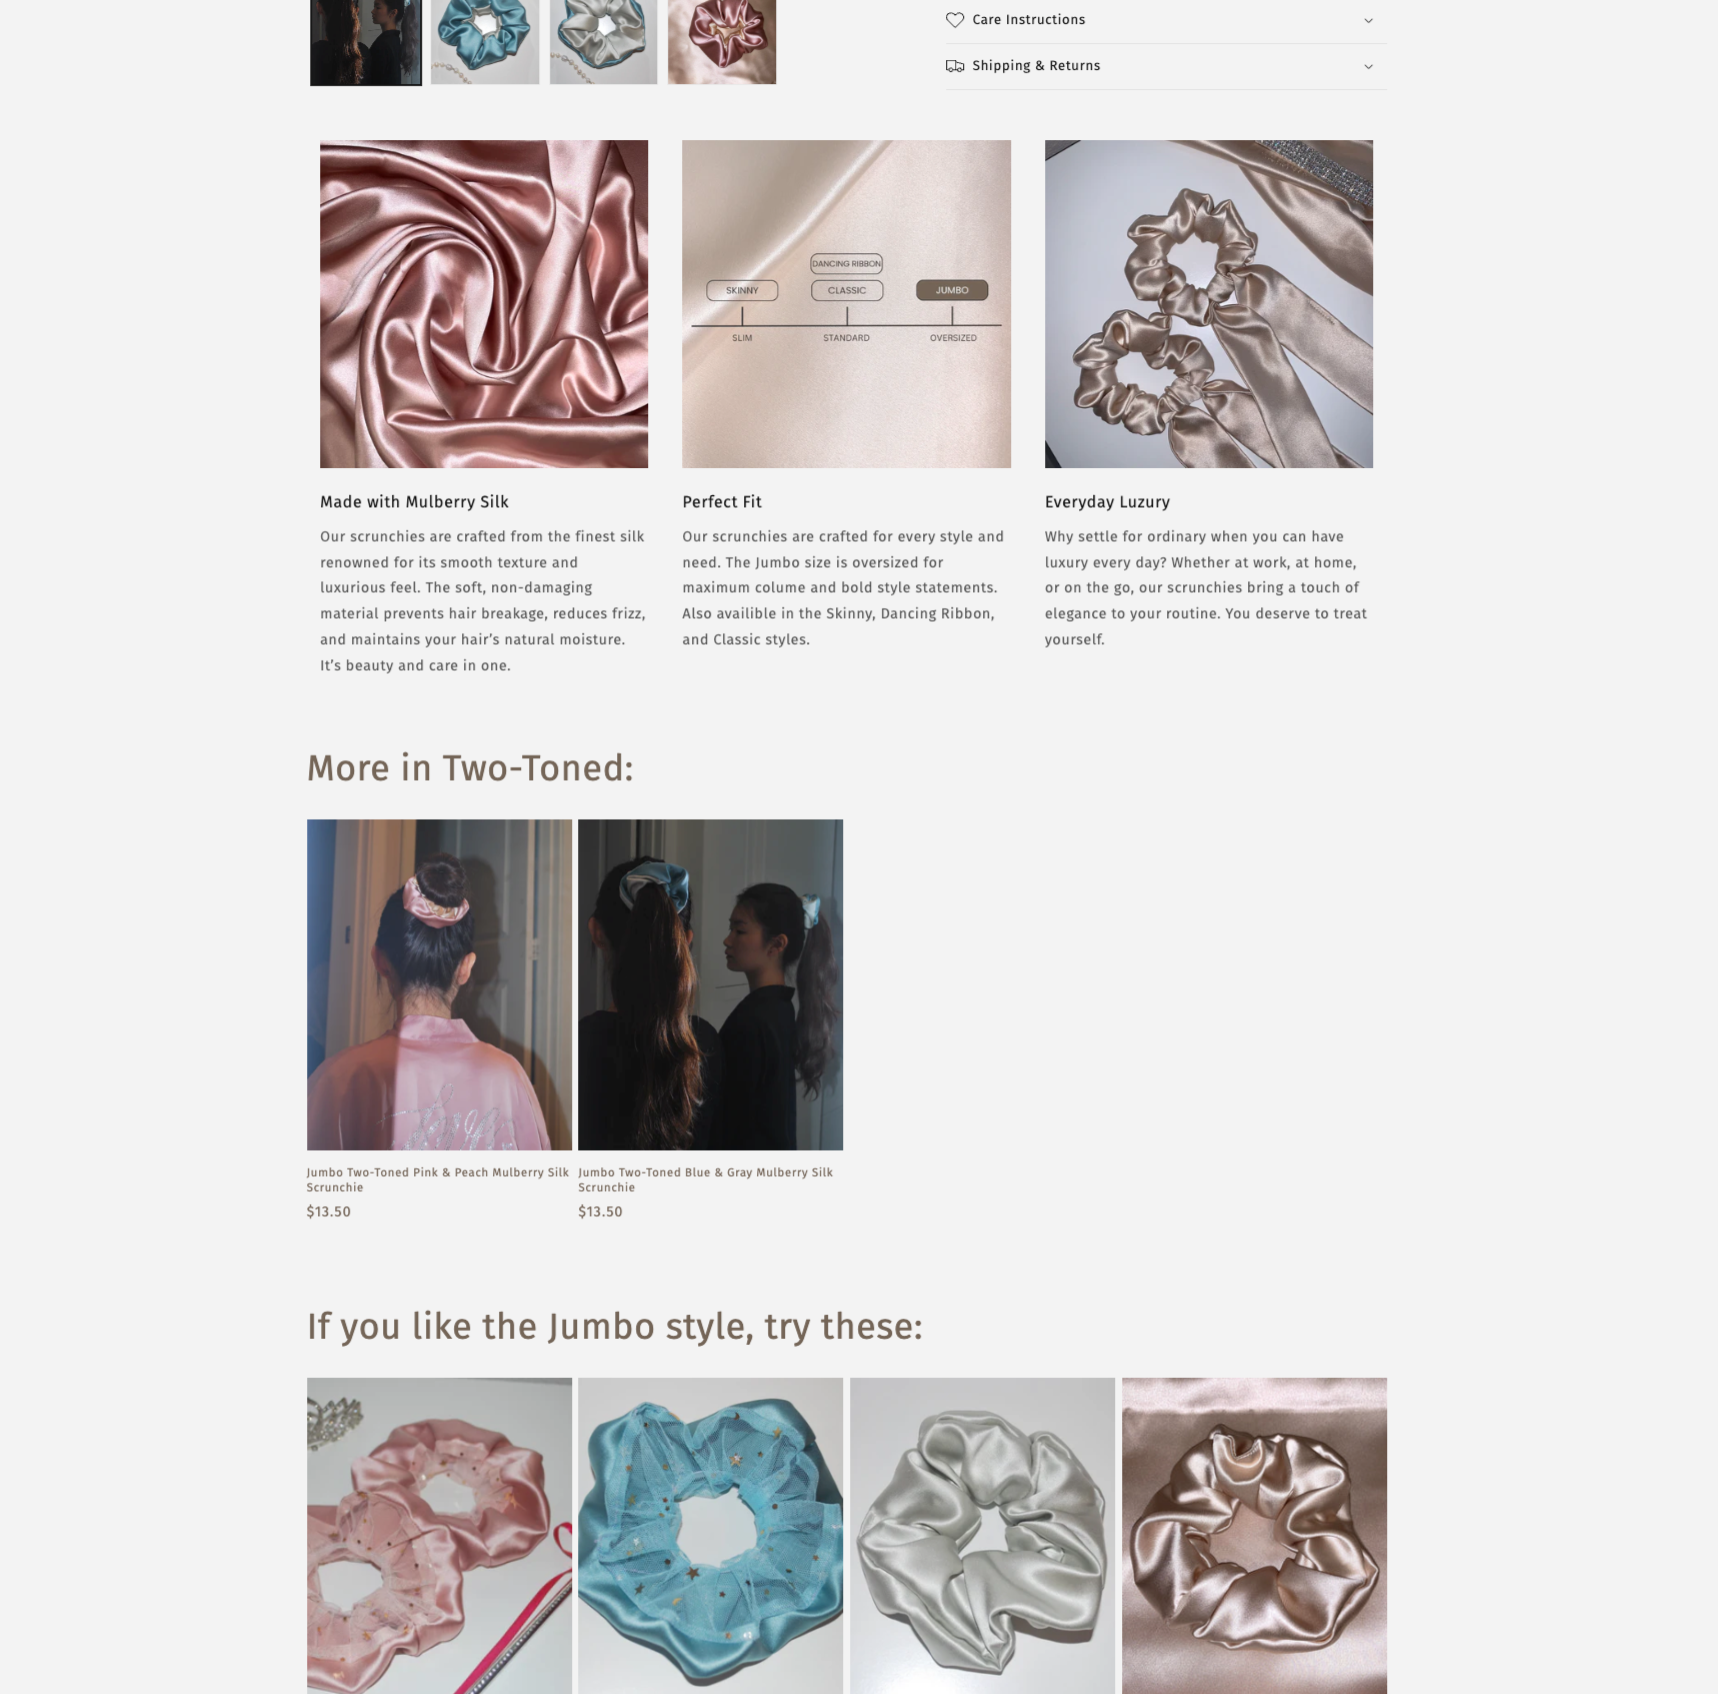 Care Instructions
Shipping & Returns
DANCING RIBBON
SKINNY
CLASSIC
JUMBO
SLIM
STANDARD
OVERSIZED
Made with Mulberry Silk
Our scrunchies are crafted from the finest silk
renowned for its smooth texture and
luxurious feel. The soft, non-damaging
material prevents hair breakage, reduces frizz,
and maintains your hair’s natural moisture.
It’s beauty and care in one.
Perfect Fit
Our scrunchies are crafted for every style and
need. The Jumbo size is oversized for
maximum colume and bold style statements.
Also availible in the Skinny, Dancing Ribbon,
and Classic styles.
Everyday Luzury
Why settle for ordinary when you can have
luxury every day? Whether at work, at home,
or on the go, our scrunchies bring a touch of
elegance to your routine. You deserve to treat
yourself.
More in Two-Toned:
Jumbo Two-Toned Pink & Peach Mulberry Silk
Scrunchie
$13.50
Jumbo Two-Toned Blue & Gray Mulberry Silk
Scrunchie
$13.50
If you like the Jumbo style, try these: